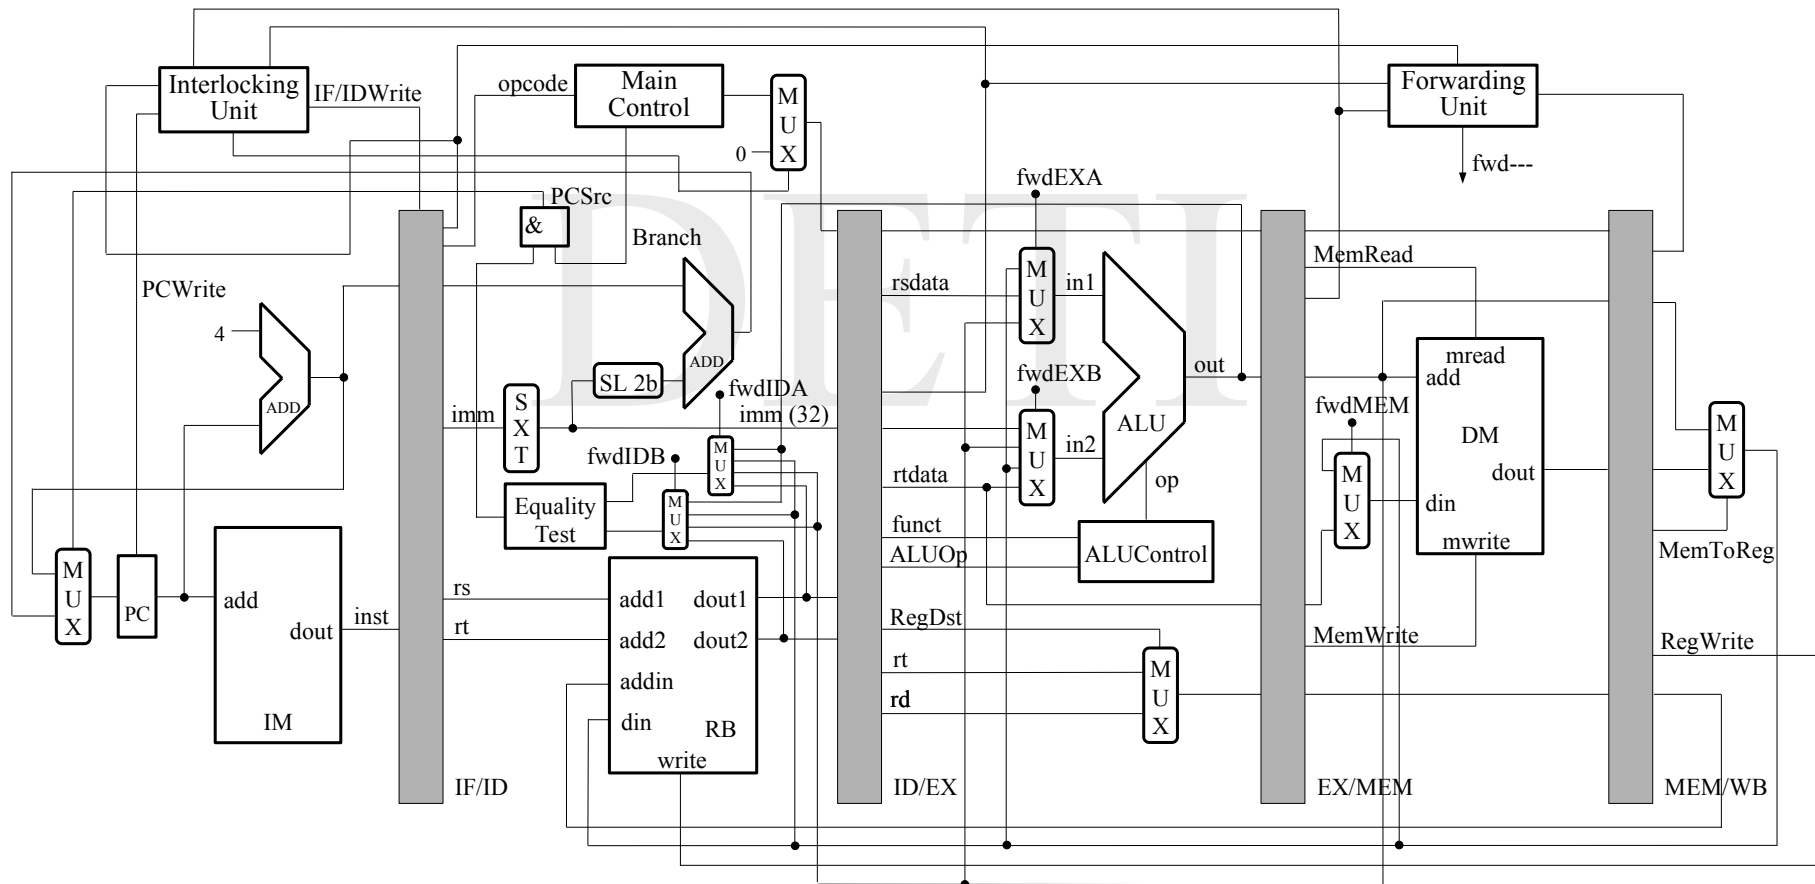 Interlocking
Unit
IF/IDWrite
opcode
Main
Control
M
U
X
0
Forwarding
Unit
fwd---
DETI
fwdEXA
PCSrc
&
Branch
PCWrite
4
ADD
ADD
SL 2b
imm
S
X
T
fwdIDA
imm (32)
fwdIDB
M
U
X
M
U
X
Equality
Test
rsdata
M
U
X
in1
fwdEXB
M
U
X
in2
ALU
out
op
rtdata
funct
ALUOp
ALUControl
MemRead
fwdMEM
M
U
X
mread
add
DM
dout
din
mwrite
M
U
X
MemToReg
M
U
X
PC
add
dout
IM
inst
rs
rt
add1
dout1
add2
dout2
addin
din
RB
write
RegDst
rt
rd
M
U
X
MemWrite
RegWrite
IF/ID
ID/EX
EX/MEM
MEM/WB